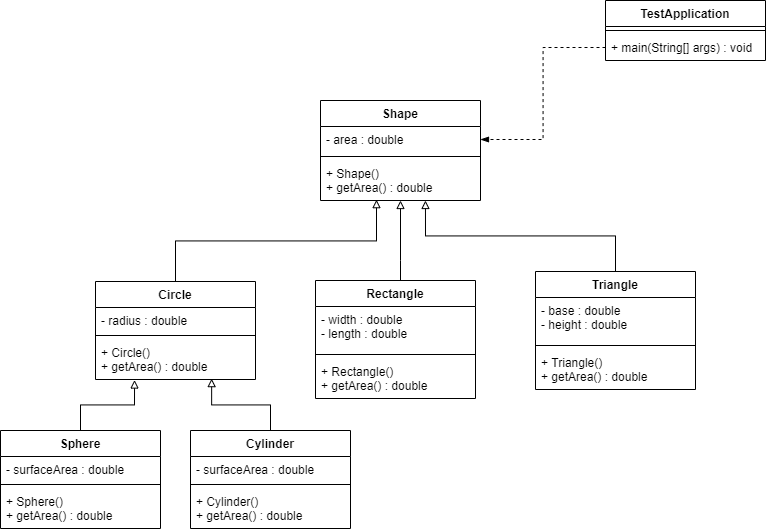 TestApplication
+ main(String[] args) : void
Shape
- area : double
+ Shape()
+ getArea() : double
Circle
- radius : double
+ Circle()
+ getArea() : double
Rectangle
- width : double
- length : double
+ Rectangle()
+ getArea() : double
Triangle
- base : double
- height : double
+ Triangle()
+ getArea() : double
Sphere
- surfaceArea : double
+ Sphere()
+ getArea() : double
Cylinder
- surfaceArea : double
+ Cylinder()
+ getArea() : double